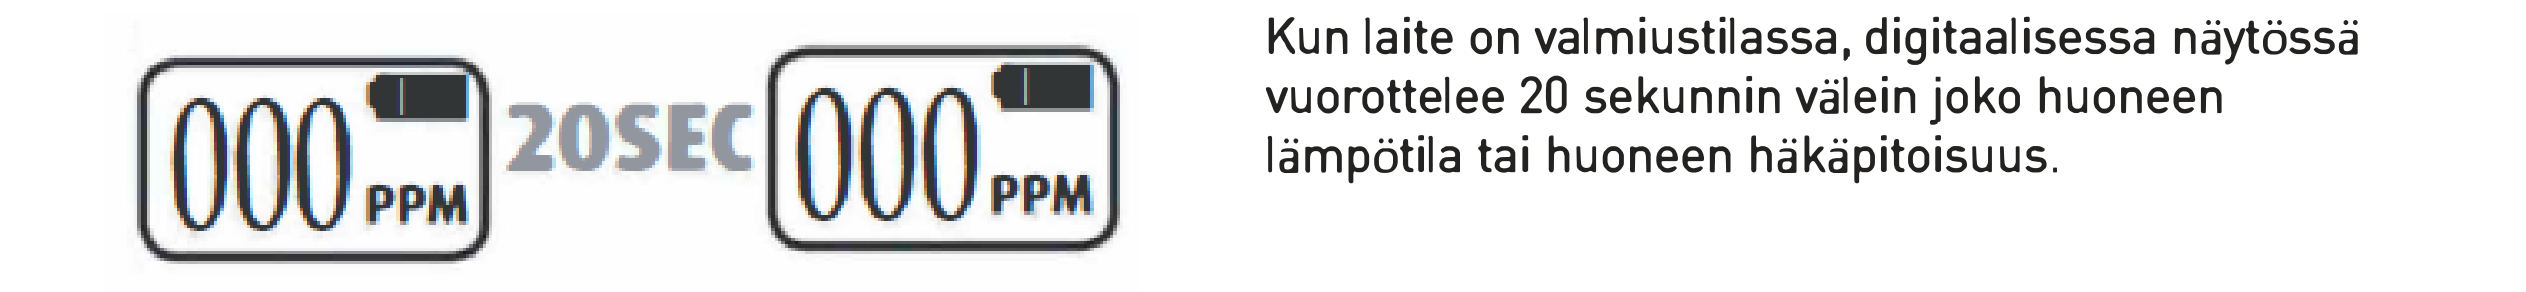 000 PPM 20SEC 000 PPM
Kun laite on valmiustilassa, digitaalisessa näytössä
vuorottelee 20 sekunnin välein joko huoneen
lämpötila tai huoneen häkäpitoisuus.